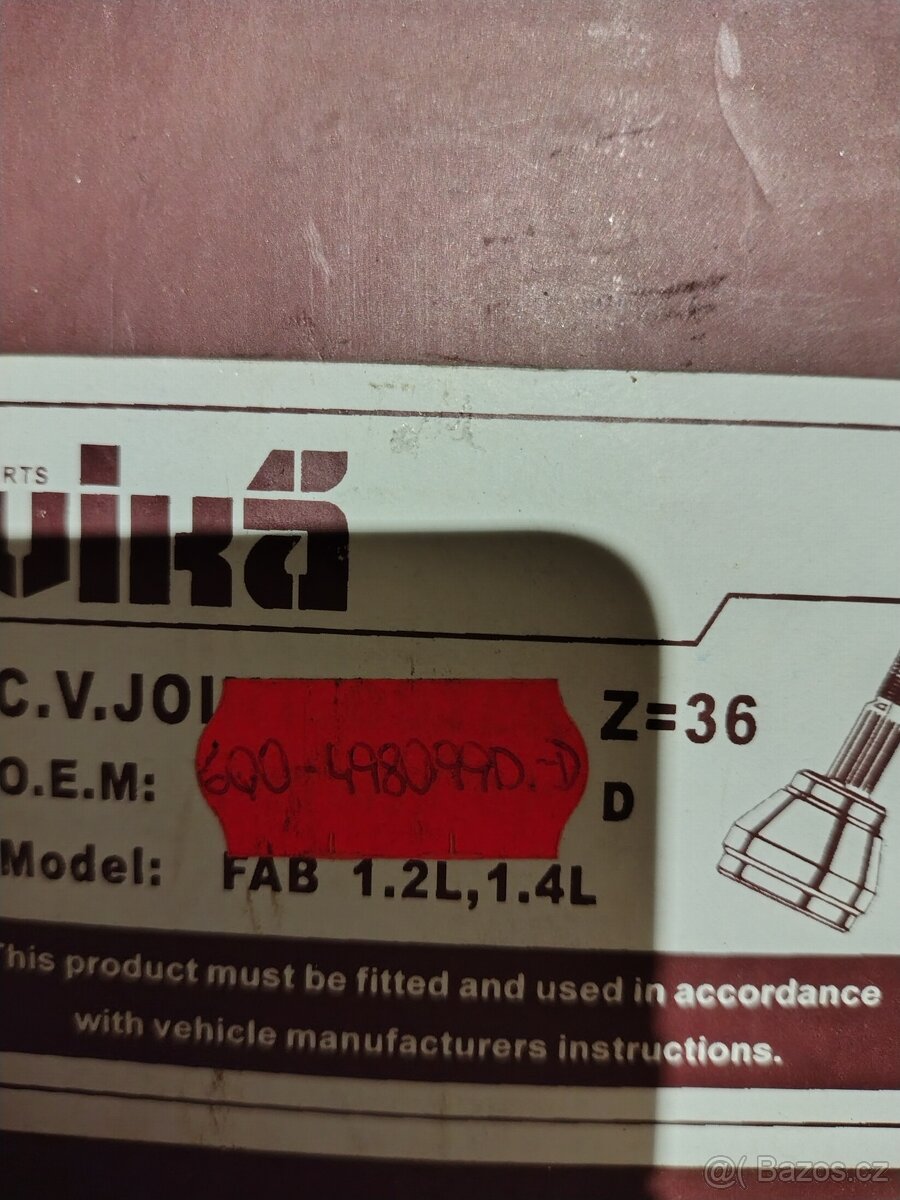 RTS
vika
C.V.JOI
Z=36
O.E.M:
6Q0-498099D.-D
D
Model: FAB 1.2L,1.4L
This product must be fitted and used in accordance
with vehicle manufacturers instructions.
@( Bazos.cz